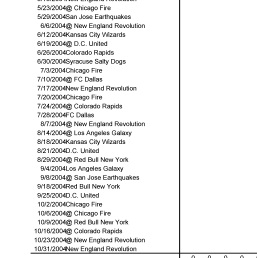 5/23/2004@ Chicago Fire
5/29/2004San Jose Earthquakes
6/6/2004@ New England Revolution
6/12/2004Kansas City Wizards
6/19/2004@ D.C. United
6/26/2004Colorado Rapids
6/30/2004Syracuse Salty Dogs
7/3/2004Chicago Fire
7/10/2004@ FC Dallas
7/17/2004New England Revolution
7/20/2004Chicago Fire
7/24/2004@ Colorado Rapids
7/28/2004FC Dallas
8/7/2004@ New England Revolution
8/14/2004@ Los Angeles Galaxy
8/18/2004Kansas City Wizards
8/21/2004D.C. United
8/29/2004@ Red Bull New York
9/4/2004Los Angeles Galaxy
9/8/2004@ San Jose Earthquakes
9/18/2004Red Bull New York
9/25/2004D.C. United
10/2/2004Chicago Fire
10/6/2004@ Chicago Fire
10/9/2004@ Red Bull New York
10/16/2004@ Colorado Rapids
10/23/2004@ New England Revolution
10/31/2004New England Revolution